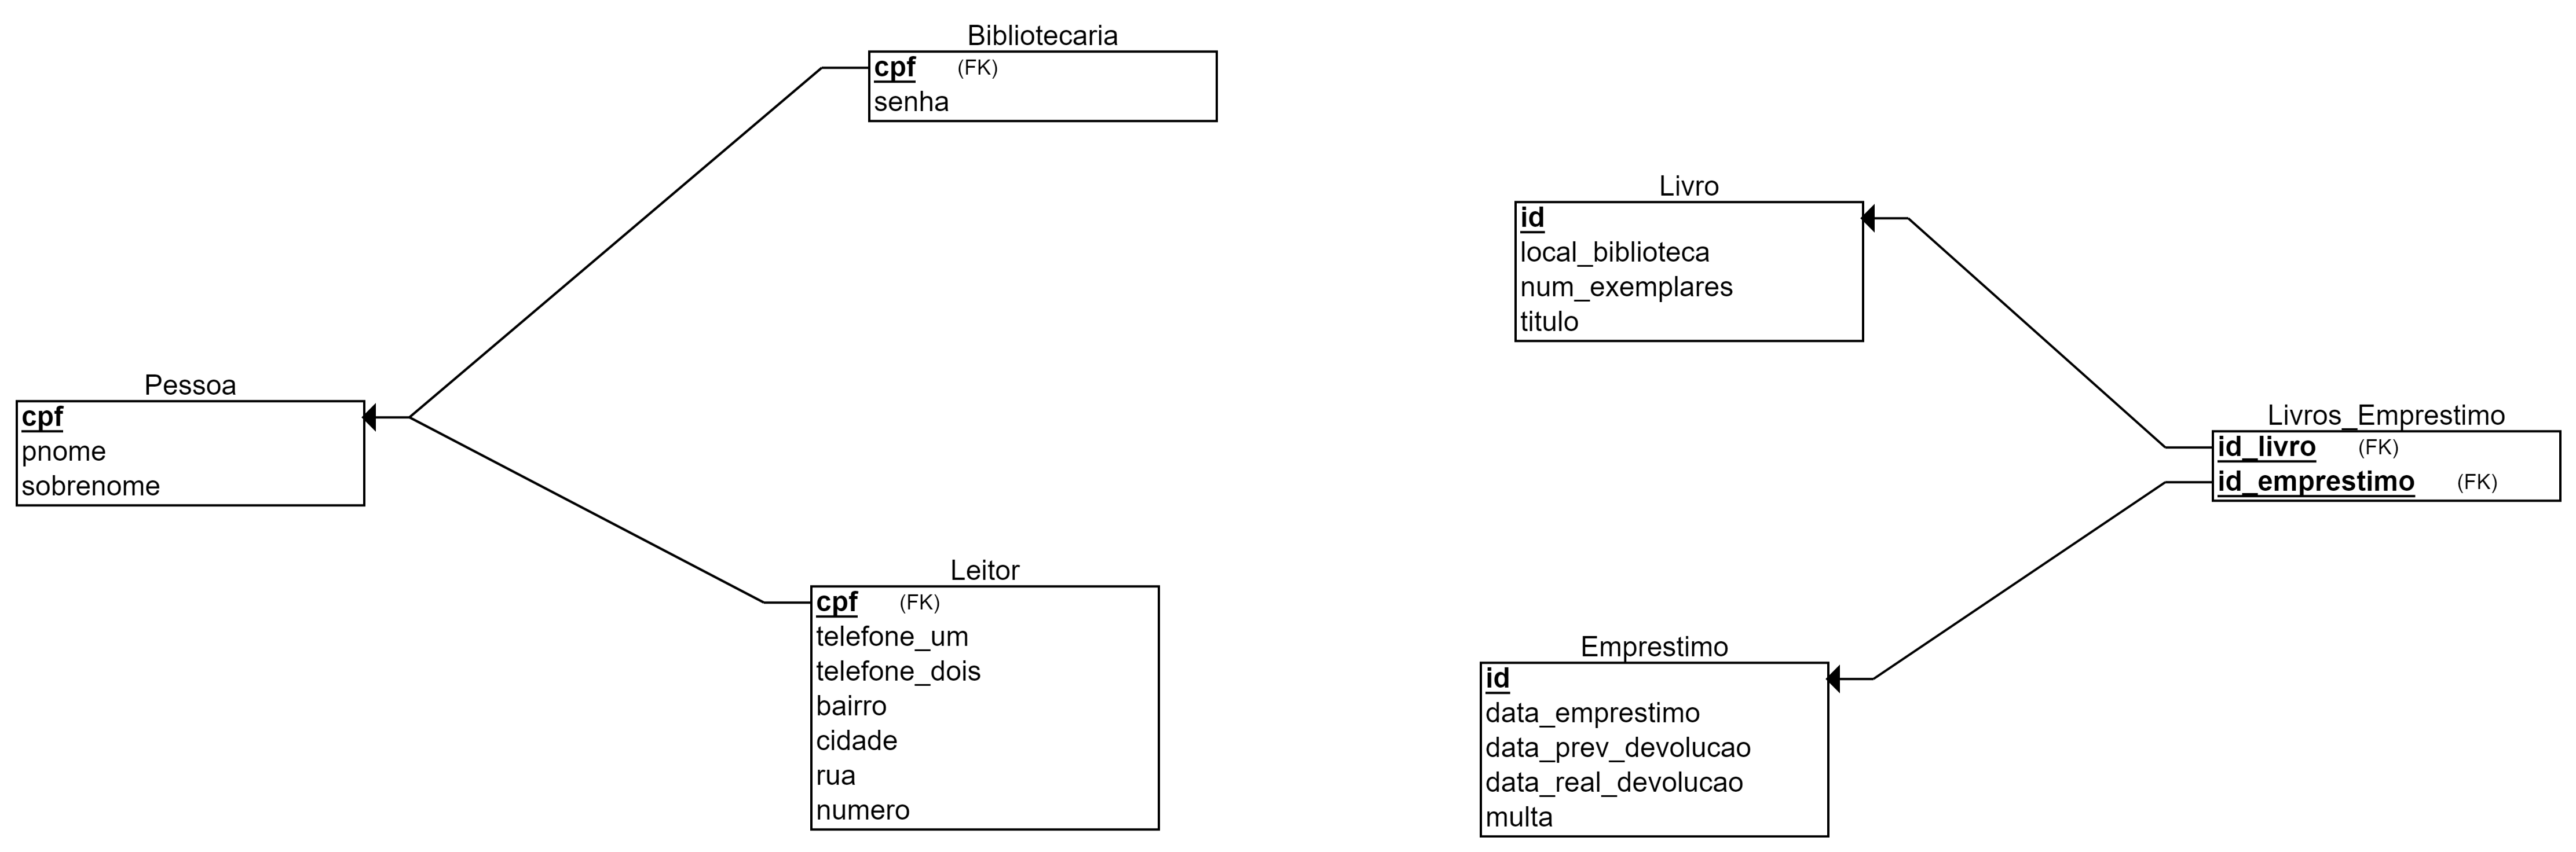 Bibliotecaria
cpf (FK)
senha
Pessoa
cpf
pnome
sobrenome
Leitor
cpf (FK)
telefone_um
telefone_dois
bairro
cidade
rua
numero
Livro
id
local_biblioteca
num_exemplares
titulo
Emprestimo
id
data_emprestimo
data_prev_devolucao
data_real_devolucao
multa
Livros_Emprestimo
id_livro (FK)
id_emprestimo (FK)